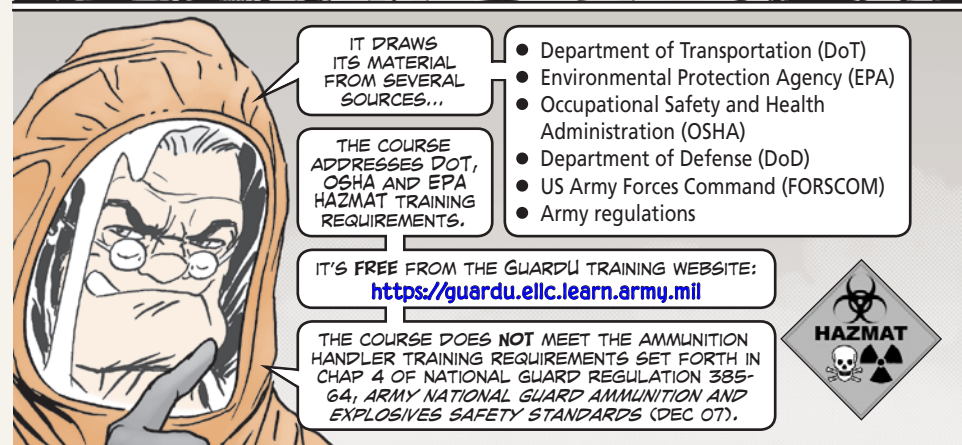 IT DRAWS
ITS MATERIAL
FROM SEVERAL
SOURCES...
● Department of Transportation (DoT)
● Environmental Protection Agency (EPA)
● Occupational Safety and Health
Administration (OSHA)
● Department of Defense (DoD)
● US Army Forces Command (FORSCOM)
● Army regulations
THE COURSE
ADDRESSES DOT,
OSHA AND EPA
HAZMAT TRAINING
REQUIREMENTS.
IT'S FREE FROM THE GUARDU TRAINING WEBSITE:
https://guardu.ellc.learn.army.mil
THE COURSE DOES NOT MEET THE AMMUNITION
HANDLER TRAINING REQUIREMENTS SET FORTH IN
CHAP 4 OF NATIONAL GUARD REGULATION 385-
64, ARMY NATIONAL GUARD AMMUNITION AND
EXPLOSIVES SAFETY STANDARDS (DEC 07).
HAZMAT